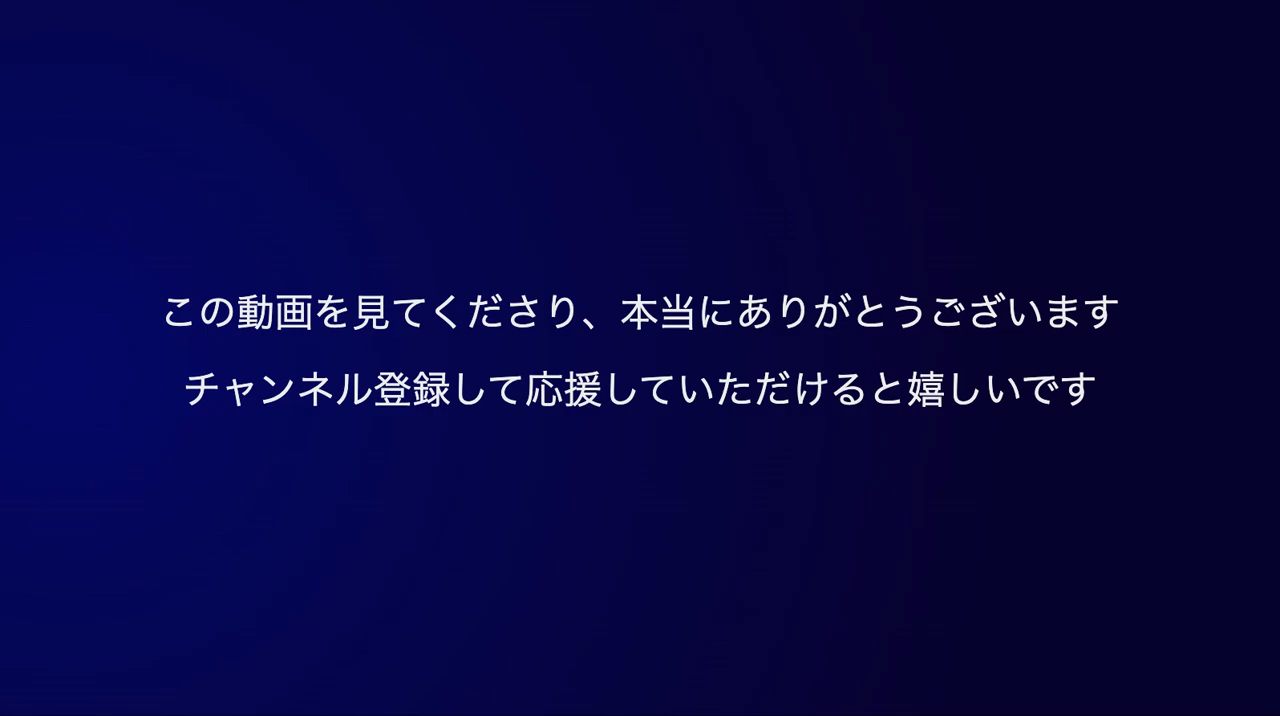 この動画を見てくださり、本当にありがとうございます
チャンネル登録して応援していただけると嬉しいです